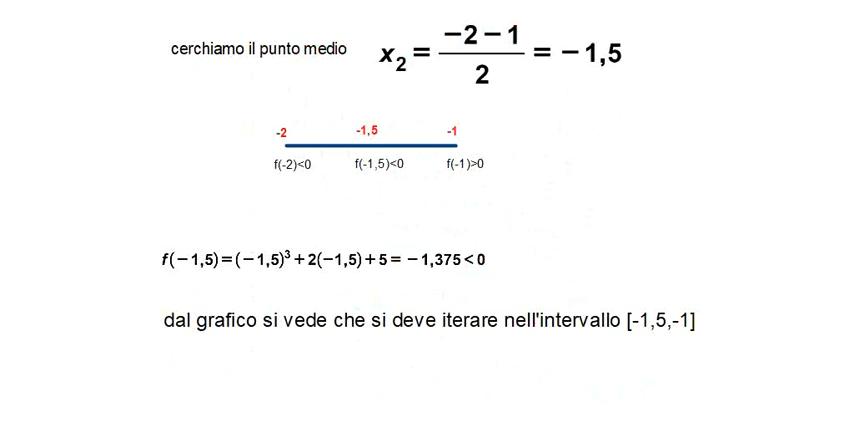 cerchiamo il punto medio x₂ = (−2−1)/2 = −1,5
-2 -1,5 -1
f(-2)<0 f(-1,5)<0 f(-1)>0
f(−1,5)=(−1,5)³+2(−1,5)+5= −1,375<0
dal grafico si vede che si deve iterare nell'intervallo [-1,5,-1]